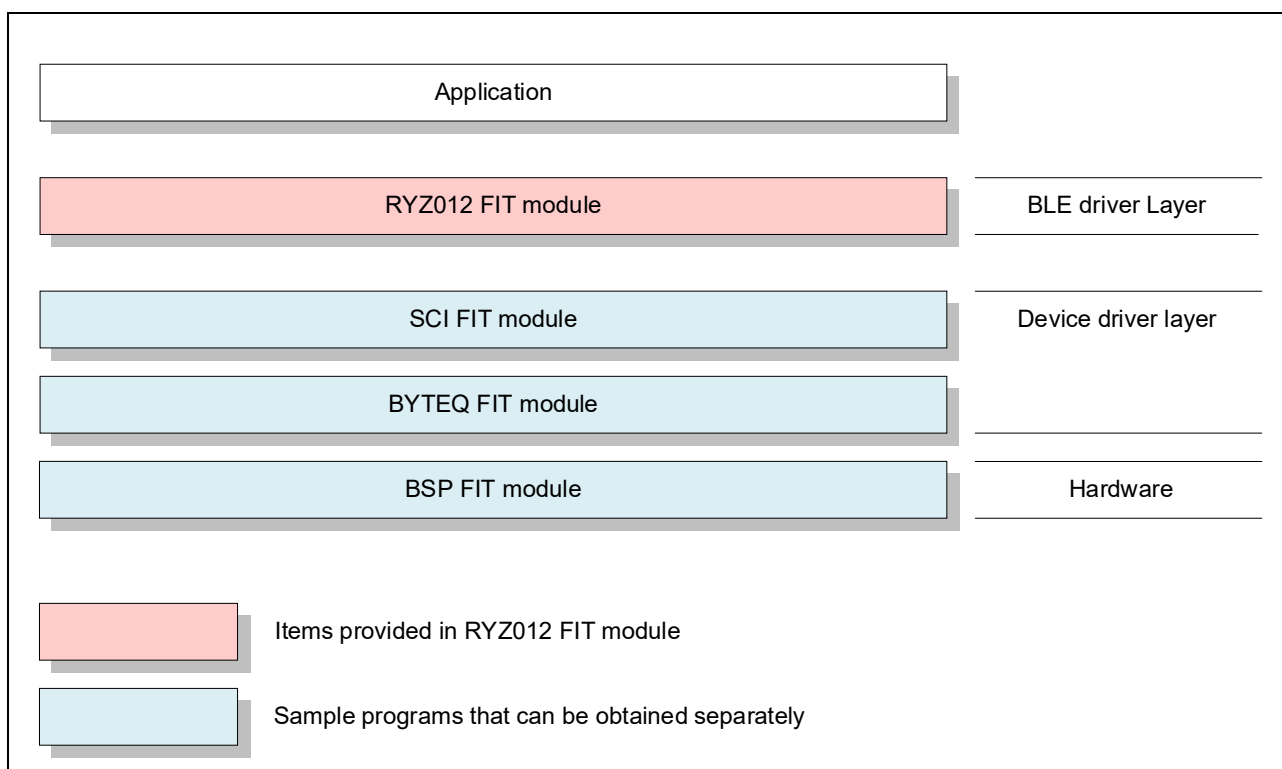 Application
RYZ012 FIT module
BLE driver Layer
SCI FIT module
Device driver layer
BYTEQ FIT module
BSP FIT module
Hardware
Items provided in RYZ012 FIT module
Sample programs that can be obtained separately